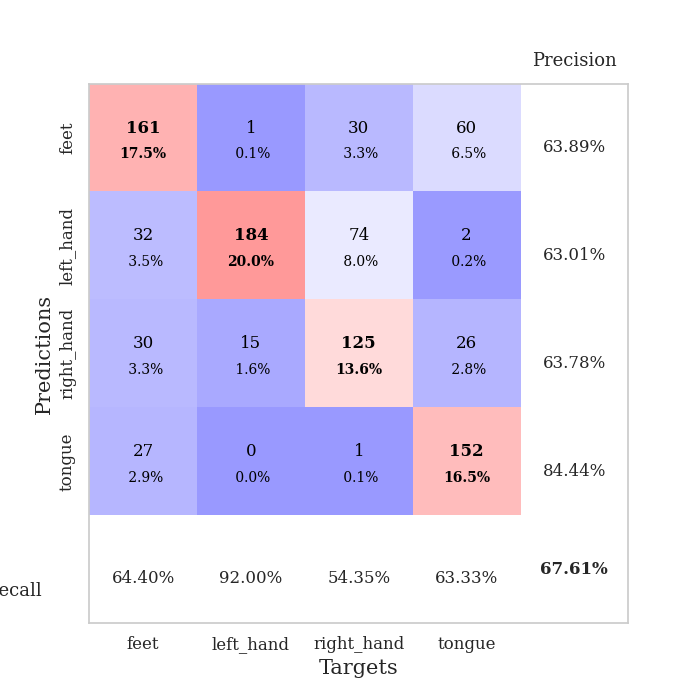 Precision
feet
161 1 30 60
17.5% 0.1% 3.3% 6.5%
63.89%
left_hand
32 184 74 2
3.5% 20.0% 8.0% 0.2%
63.01%
Predictions
right_hand
30 15 125 26
3.3% 1.6% 13.6% 2.8%
63.78%
tongue
27 0 1 152
2.9% 0.0% 0.1% 16.5%
84.44%
ecall
64.40% 92.00% 54.35% 63.33% 67.61%
feet left_hand right_hand tongue
Targets